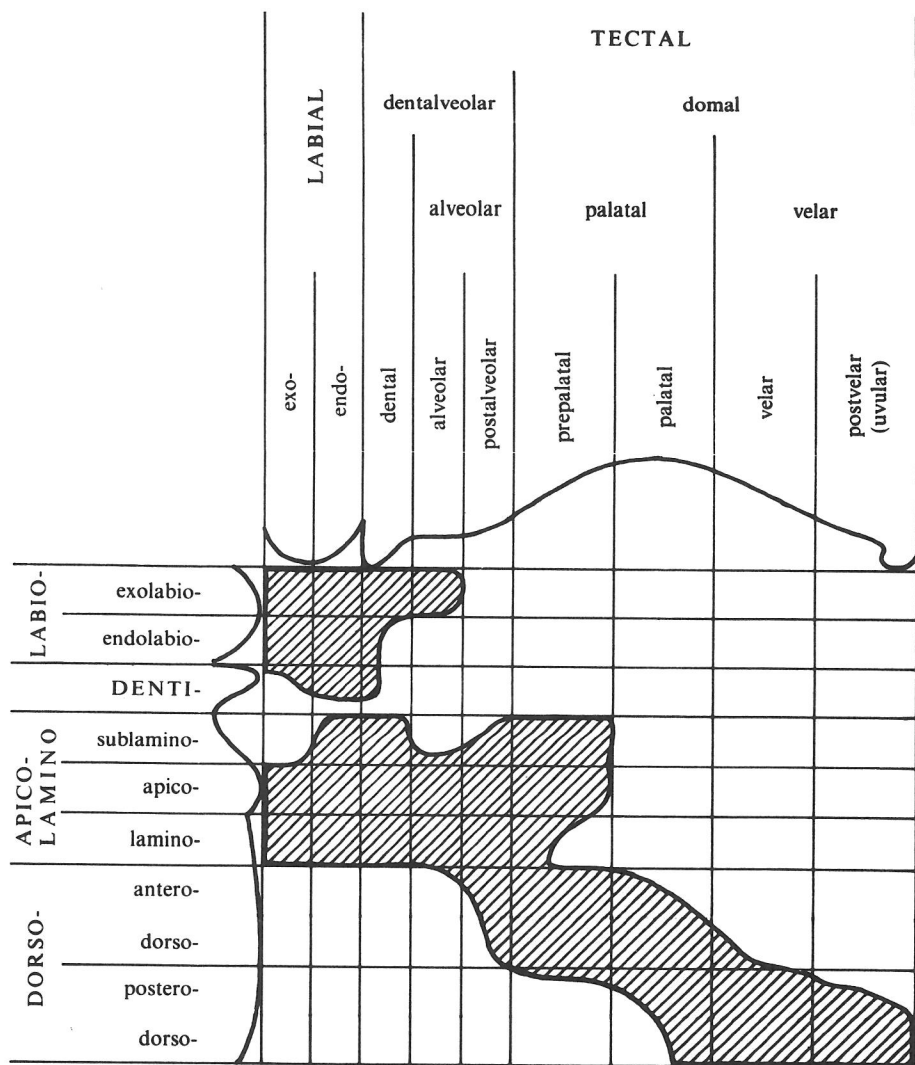 TECTAL
LABIAL
dentalveolar
domal
alveolar
palatal
velar
exo-
endo-
dental
alveolar
postalveolar
prepalatal
palatal
velar
postvelar
(uvular)
LABIO-
exolabio-
endolabio-
DENTI-
APICO-
LAMINO
sublamino-
apico-
lamino-
DORSO-
antero-
dorso-
postero-
dorso-